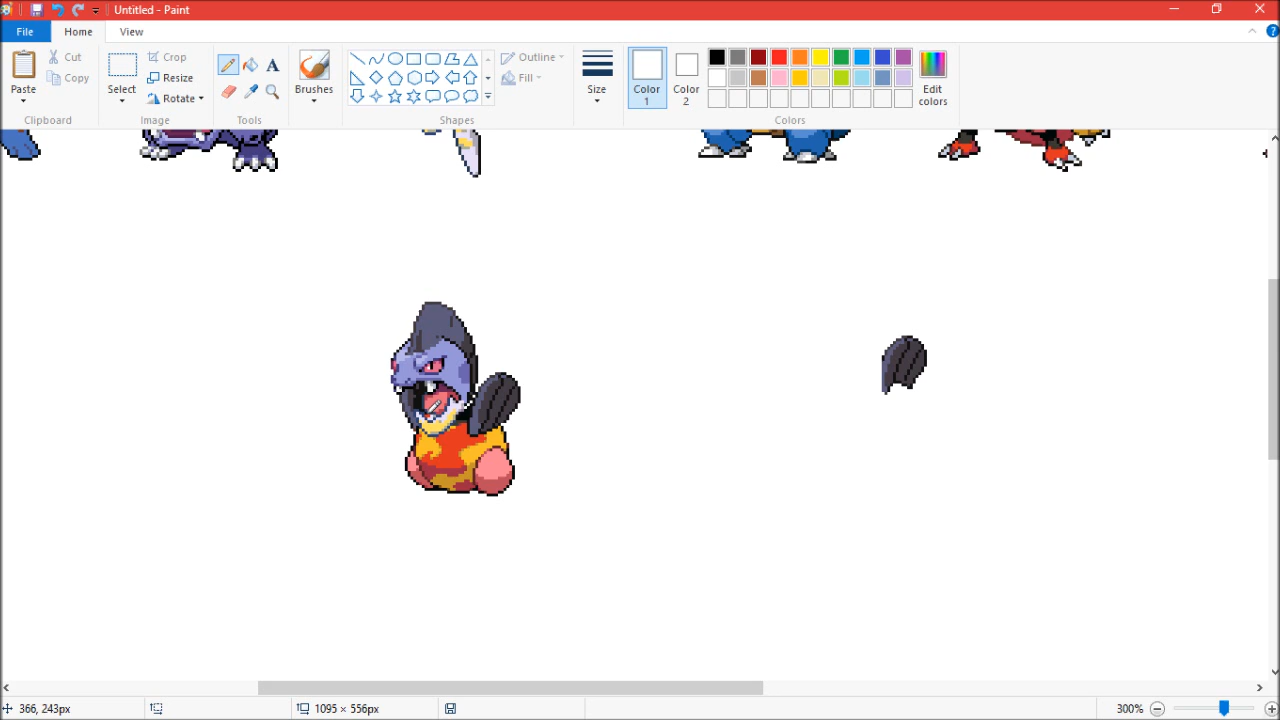 Untitled - Paint
File Home View
Paste
Cut
Copy
Clipboard
Select
Crop
Resize
Rotate
Image
A
Tools
Brushes
Outline
Fill
Shapes
Size
Color
1
Color
2
Edit
colors
Colors
366, 243px
1095 × 556px
300%